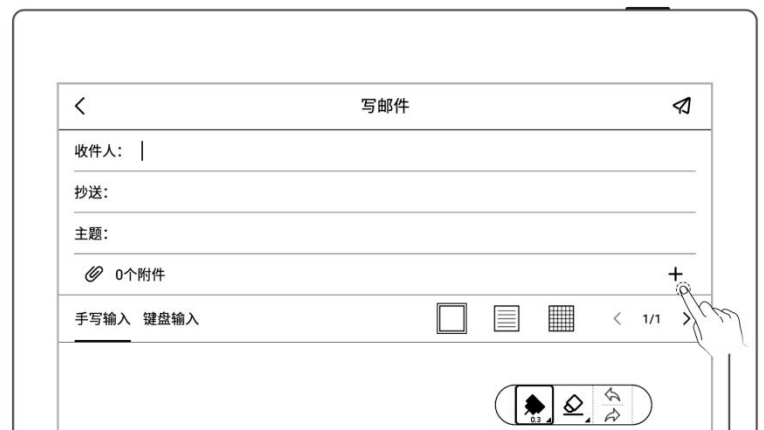 写邮件
收件人：
抄送：
主题：
0个附件
手写输入 键盘输入 1/1
0.3